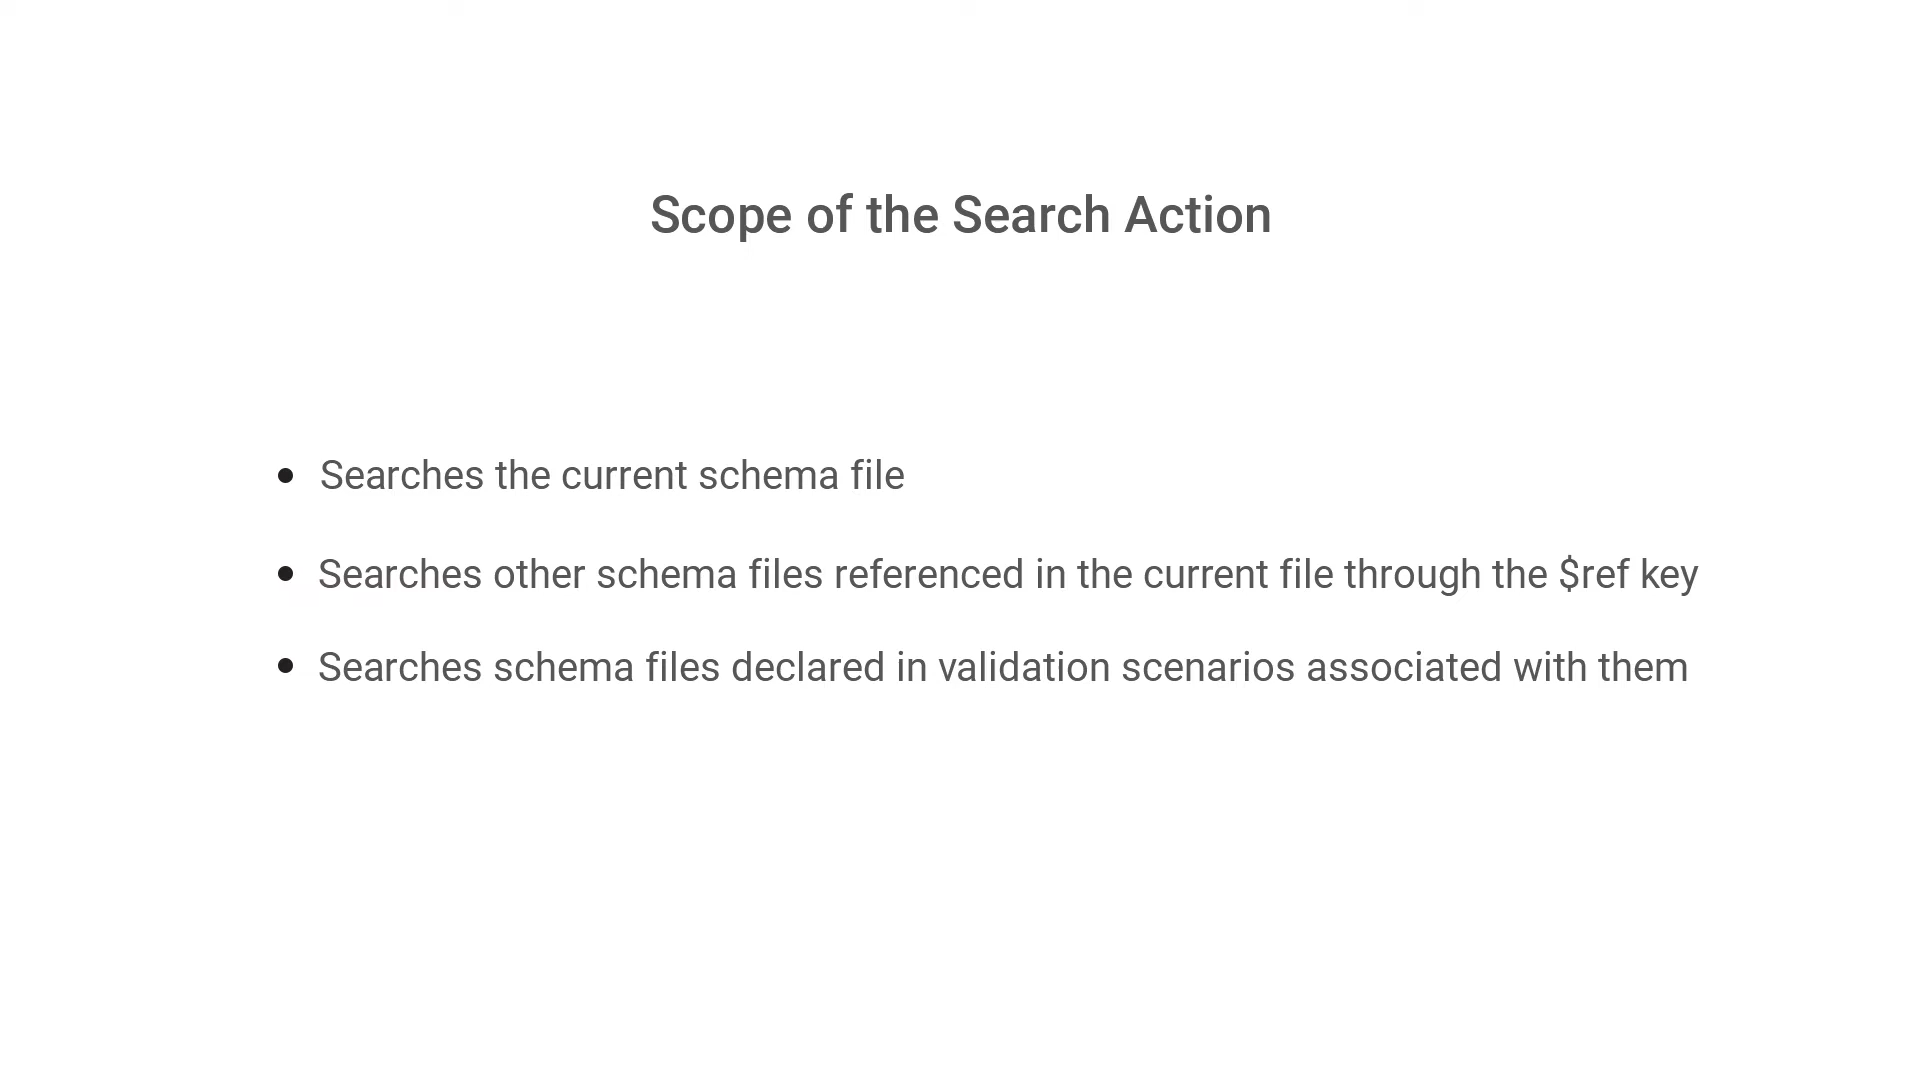 Scope of the Search Action
• Searches the current schema file
• Searches other schema files referenced in the current file through the $ref key
• Searches schema files declared in validation scenarios associated with them